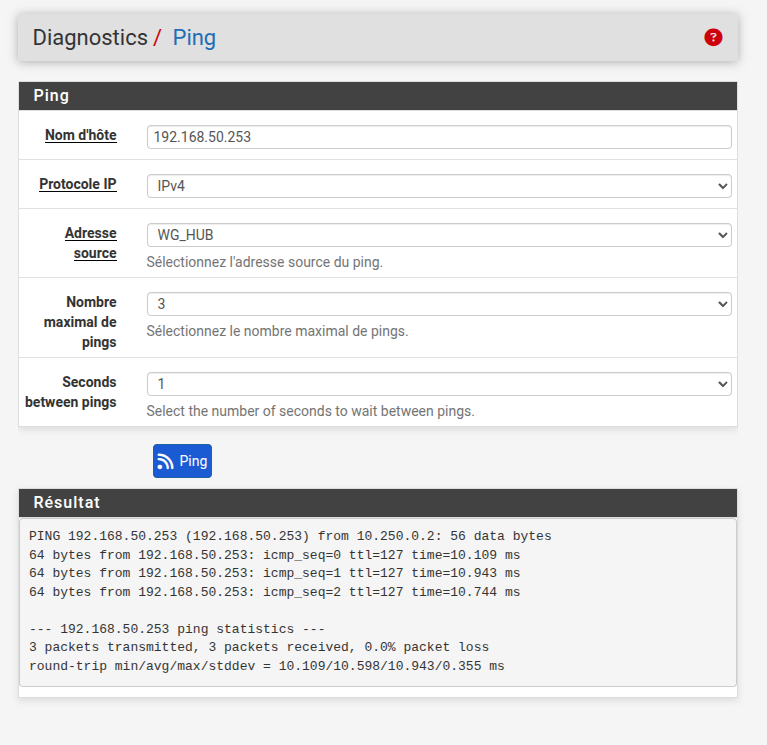 Diagnostics / Ping
Ping
Nom d'hôte
192.168.50.253
Protocole IP
IPv4
Adresse
source
WG_HUB
Sélectionnez l'adresse source du ping.
Nombre
maximal de
pings
3
Sélectionnez le nombre maximal de pings.
Seconds
between pings
1
Select the number of seconds to wait between pings.
Ping
Résultat
PING 192.168.50.253 (192.168.50.253) from 10.250.0.2: 56 data bytes
64 bytes from 192.168.50.253: icmp_seq=0 ttl=127 time=10.109 ms
64 bytes from 192.168.50.253: icmp_seq=1 ttl=127 time=10.943 ms
64 bytes from 192.168.50.253: icmp_seq=2 ttl=127 time=10.744 ms
--- 192.168.50.253 ping statistics ---
3 packets transmitted, 3 packets received, 0.0% packet loss
round-trip min/avg/max/stddev = 10.109/10.598/10.943/0.355 ms